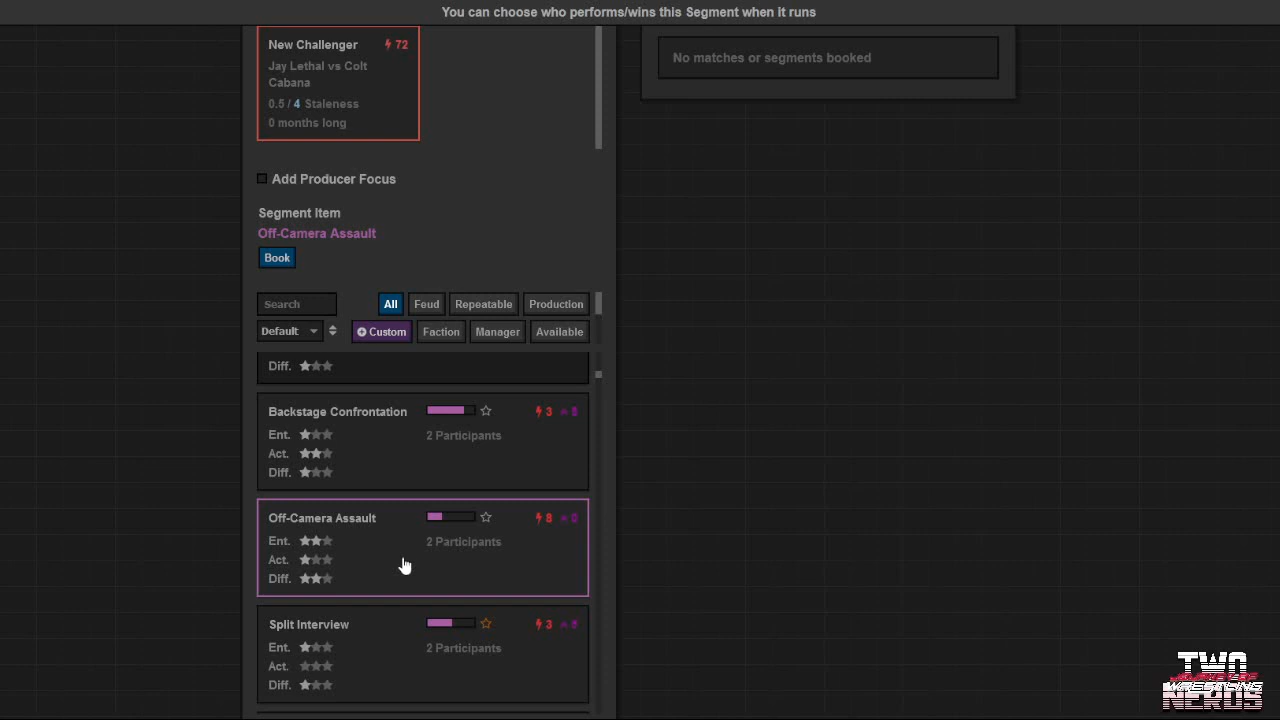 You can choose who performs/wins this Segment when it runs
New Challenger 72
Jay Lethal vs Colt
Cabana
0.5 / 4 Staleness
0 months long
No matches or segments booked
Add Producer Focus
Segment Item
Off-Camera Assault
Book
Search All Feud Repeatable Production
Default Custom Faction Manager Available
Diff.
Backstage Confrontation 3
Ent. 2 Participants
Act.
Diff.
Off-Camera Assault 8
Ent. 2 Participants
Act.
Diff.
Split Interview 3
Ent. 2 Participants
Act.
Diff.
TWO
WRESTLING
NERDS